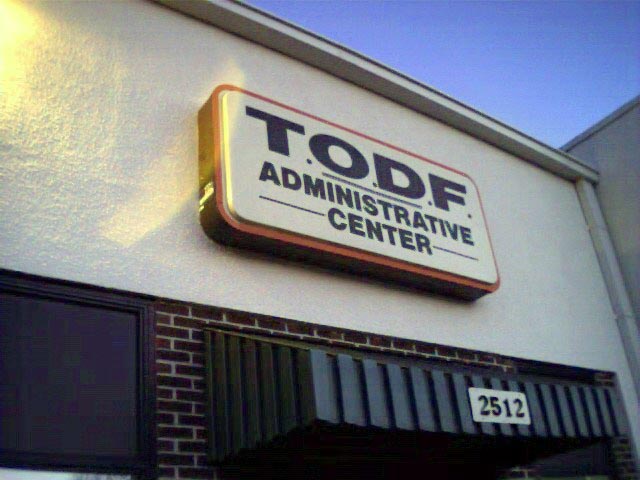 T.O.D.F.
ADMINISTRATIVE
CENTER
2512